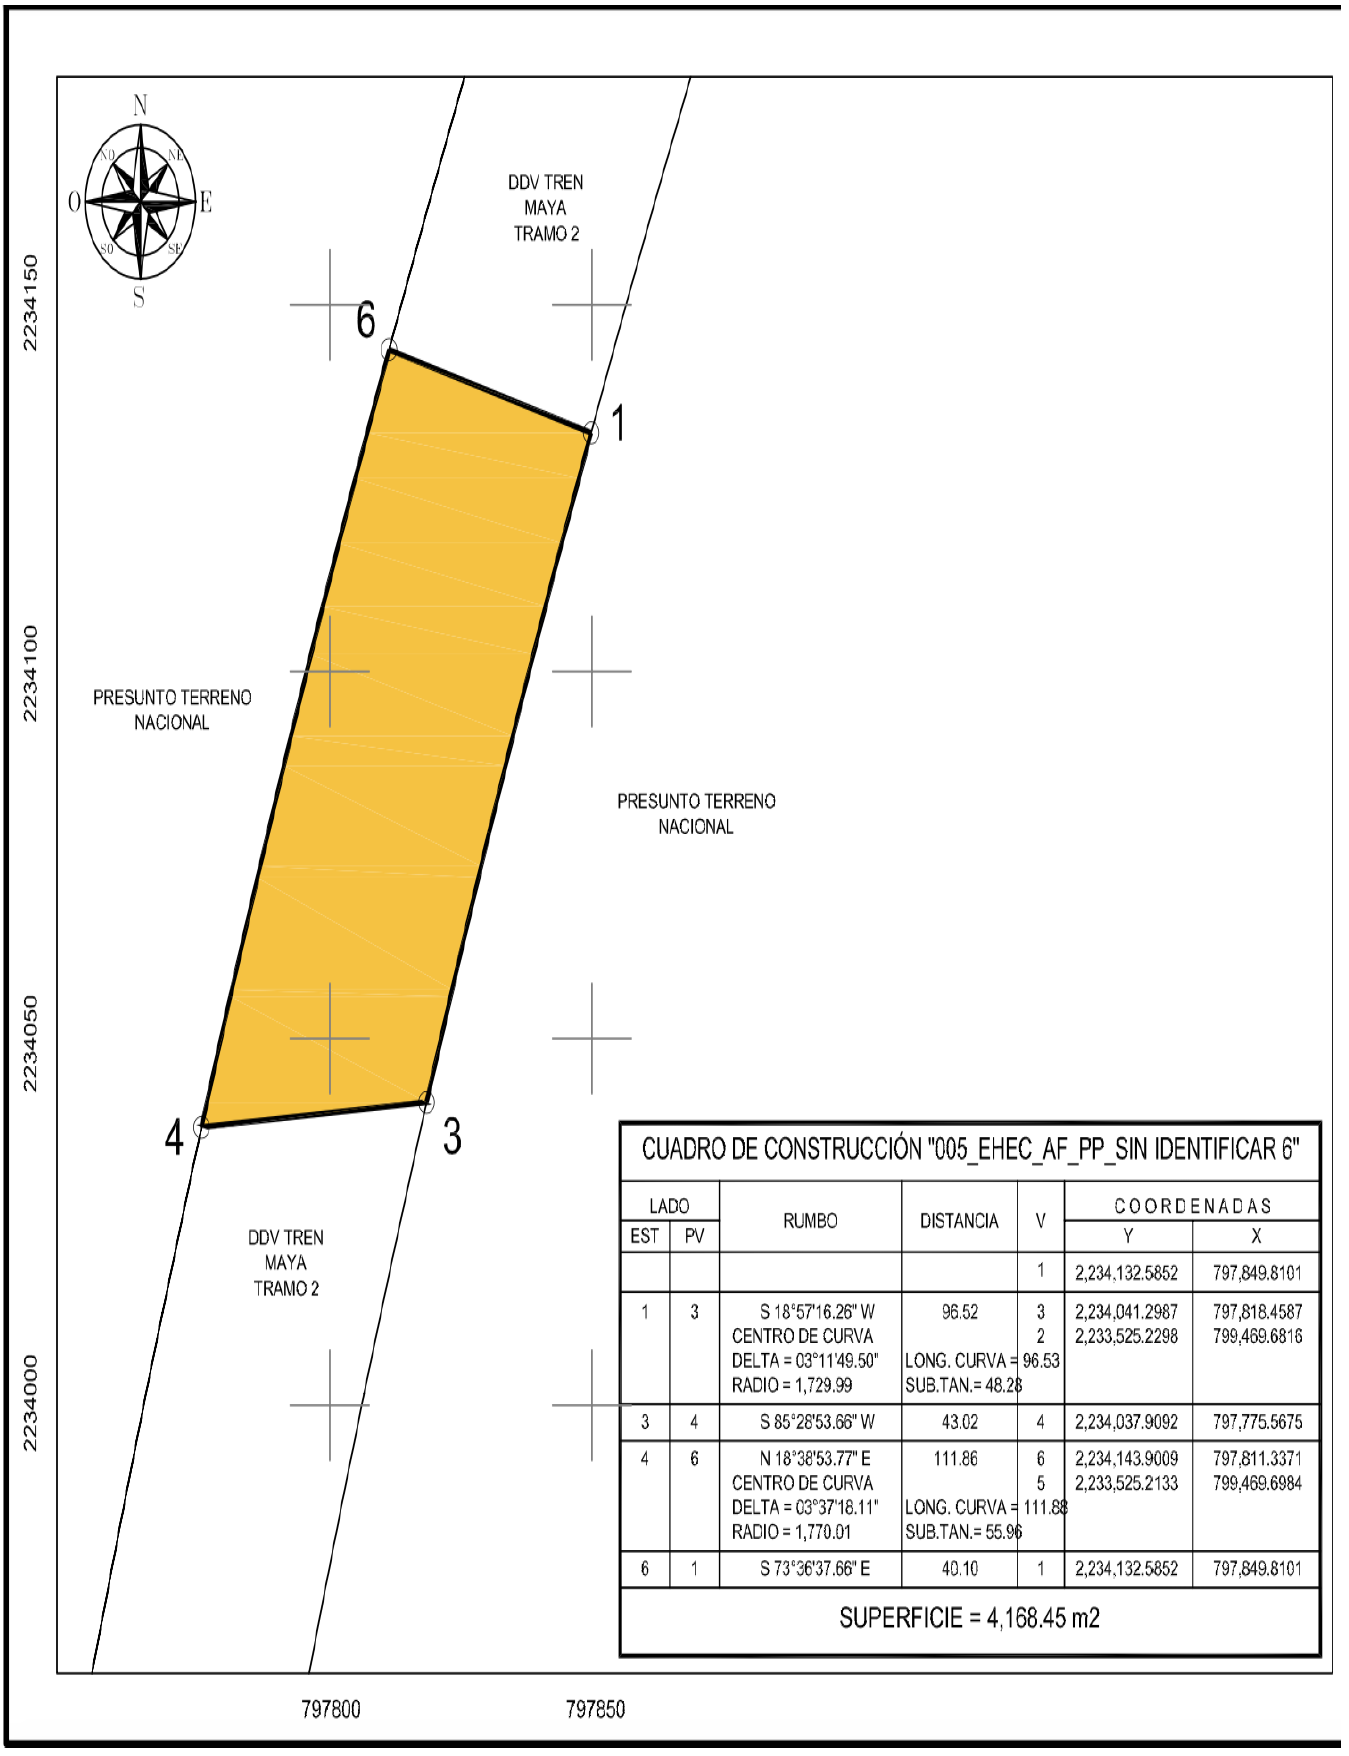 N
NO
NE
O
E
SO
SE
S
DDV TREN
MAYA
TRAMO 2
2234150
6
1
2234100
PRESUNTO TERRENO
NACIONAL
PRESUNTO TERRENO
NACIONAL
2234050
4
3
DDV TREN
MAYA
TRAMO 2
2234000
797800
797850
CUADRO DE CONSTRUCCIÓN "005_EHEC_AF_PP_SIN IDENTIFICAR 6"
LADO RUMBO DISTANCIA V COORDENADAS
EST PV Y X
1 2,234,132.5852 797,849.8101
1 3 S 18°57'16.26" W 96.52 3 2,234,041.2987 797,818.4587
CENTRO DE CURVA 2 2,233,525.2298 799,469.6816
DELTA = 03°11'49.50" LONG. CURVA = 96.53
RADIO = 1,729.99 SUB.TAN.= 48.28
3 4 S 85°28'53.66" W 43.02 4 2,234,037.9092 797,775.5675
4 6 N 18°38'53.77" E 111.86 6 2,234,143.9009 797,811.3371
CENTRO DE CURVA 5 2,233,525.2133 799,469.6984
DELTA = 03°37'18.11" LONG. CURVA = 111.88
RADIO = 1,770.01 SUB.TAN.= 55.96
6 1 S 73°36'37.66" E 40.10 1 2,234,132.5852 797,849.8101
SUPERFICIE = 4,168.45 m2